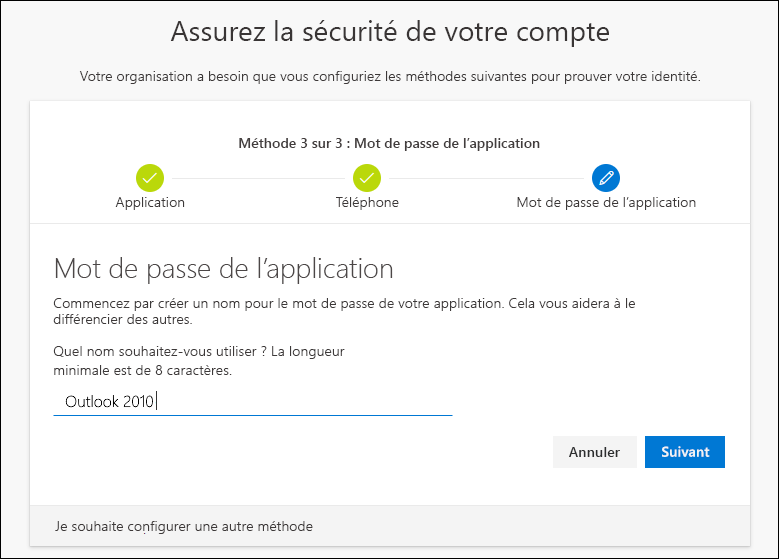 Assurez la sécurité de votre compte
Votre organisation a besoin que vous configuriez les méthodes suivantes pour prouver votre identité.
Méthode 3 sur 3 : Mot de passe de l’application
Application
Téléphone
Mot de passe de l’application
Mot de passe de l’application
Commencez par créer un nom pour le mot de passe de votre application. Cela vous aidera à le
différencier des autres.
Quel nom souhaitez-vous utiliser ? La longueur
minimale est de 8 caractères.
Outlook 2010
Annuler
Suivant
Je souhaite configurer une autre méthode